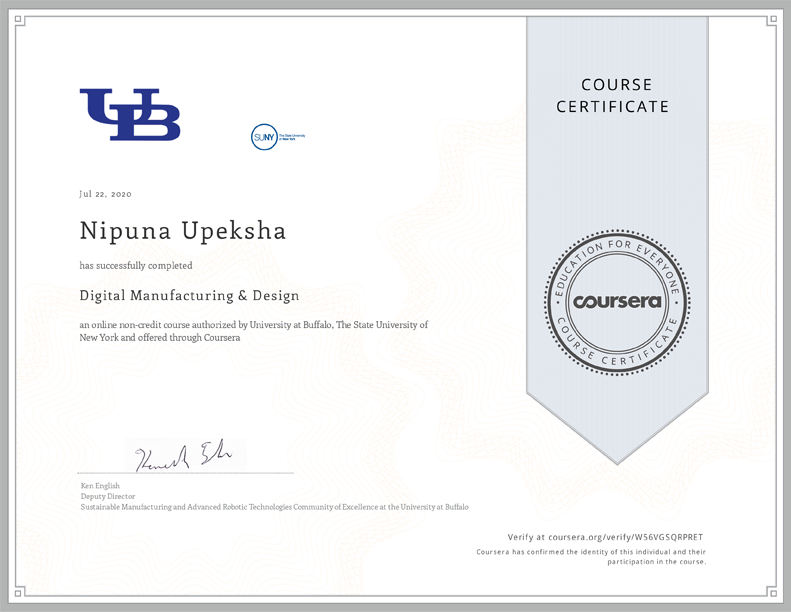 COURSE
CERTIFICATE
UB
SUNY
The State University
of New York
Jul 22, 2020
Nipuna Upeksha
has successfully completed
Digital Manufacturing & Design
an online non-credit course authorized by University at Buffalo, The State University of
New York and offered through Coursera
EDUCATION FOR EVERYONE
coursera
COURSE CERTIFICATE
Ken English
Deputy Director
Sustainable Manufacturing and Advanced Robotic Technologies Community of Excellence at the University at Buffalo
Verify at coursera.org/verify/W56VGSQRPRET
Coursera has confirmed the identity of this individual and their
participation in the course.